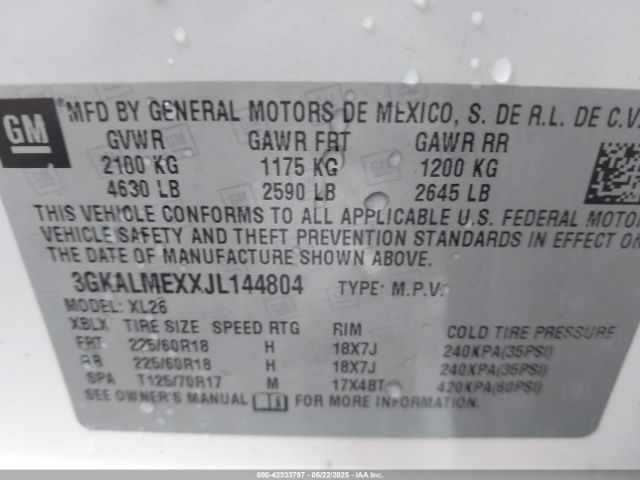 GM
® MFD BY GENERAL MOTORS DE MEXICO, S. DE R.L. DE C.V.
GVWR GAWR FRT GAWR RR
2100 KG 1175 KG 1200 KG
4630 LB 2590 LB 2645 LB
THIS VEHICLE CONFORMS TO ALL APPLICABLE U.S. FEDERAL MOTOR
VEHICLE SAFETY AND THEFT PREVENTION STANDARDS IN EFFECT ON
THE DATE OF MANUFACTURE SHOWN ABOVE.
3GKALMEXXJL144804 TYPE: M.P.V.
MODEL: XL26
XBLX TIRE SIZE SPEED RTG RIM COLD TIRE PRESSURE
FRT 225/60R18 H 18X7J 240KPA(35PSI)
RR 225/60R18 H 18X7J 240KPA(35PSI)
SPA T125/70R17 M 17X4BT 420KPA(60PSI)
SEE OWNER'S MANUAL FOR MORE INFORMATION.
000-42333797 - 05/22/2025 - IAAI COPYRIGHT